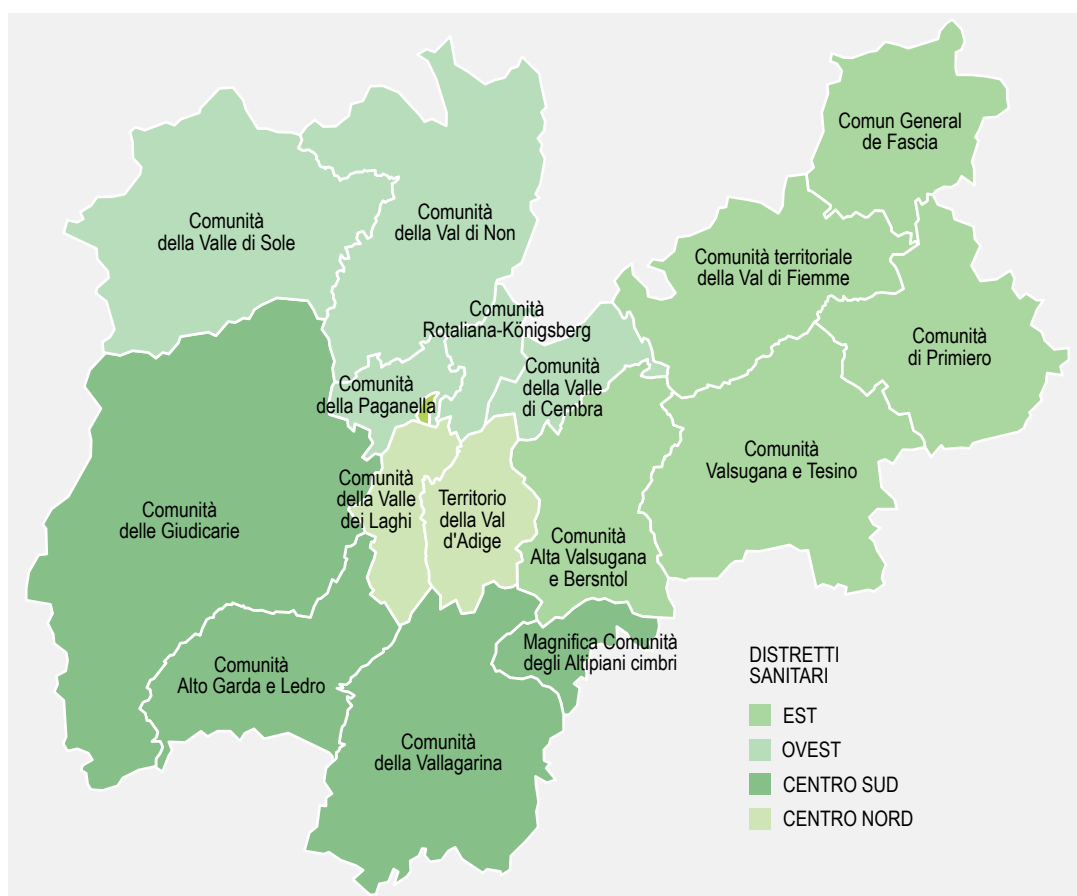 Comun General
de Fascia
Comunità
della Valle di Sole
Comunità
della Val di Non
Comunità territoriale
della Val di Fiemme
Comunità
Rotaliana-Königsberg
Comunità
di Primiero
Comunità
della Paganella
Comunità
della Valle
di Cembra
Comunità
Valsugana e Tesino
Comunità
della Valle
dei Laghi
Territorio
della Val
d'Adige
Comunità
delle Giudicarie
Comunità
Alta Valsugana
e Bersntol
Magnifica Comunità
degli Altipiani cimbri
Comunità
Alto Garda e Ledro
Comunità
della Vallagarina
DISTRETTI
SANITARI
EST
OVEST
CENTRO SUD
CENTRO NORD